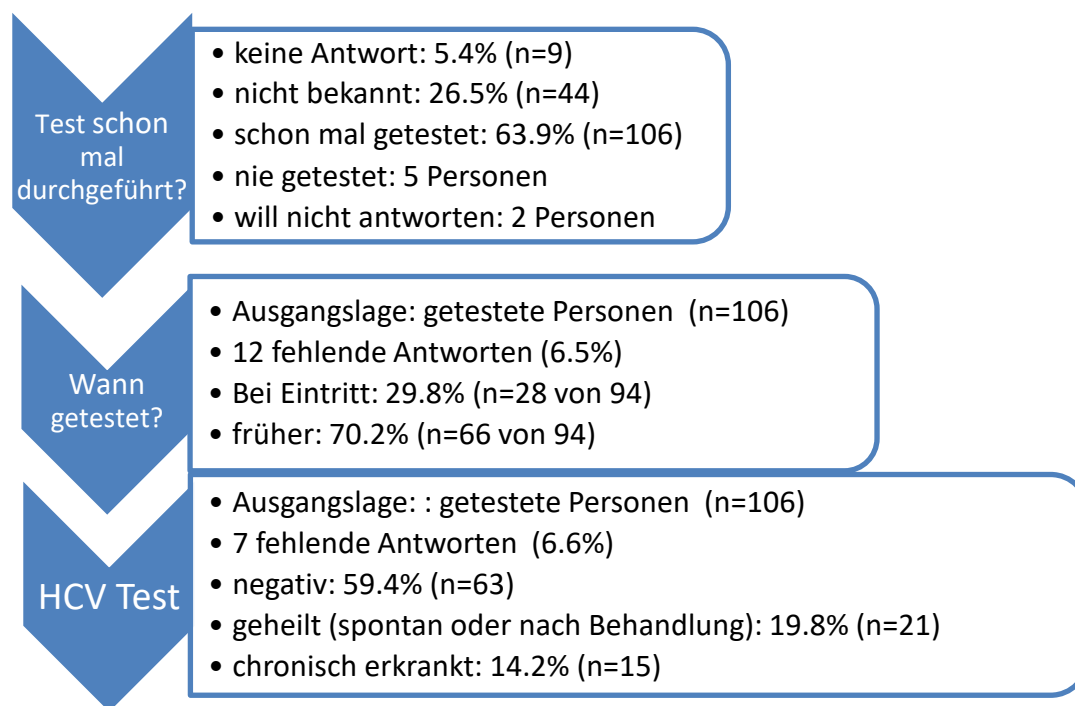 Test schon
mal
durchgeführt?
• keine Antwort: 5.4% (n=9)
• nicht bekannt: 26.5% (n=44)
• schon mal getestet: 63.9% (n=106)
• nie getestet: 5 Personen
• will nicht antworten: 2 Personen
Wann
getestet?
• Ausgangslage: getestete Personen (n=106)
• 12 fehlende Antworten (6.5%)
• Bei Eintritt: 29.8% (n=28 von 94)
• früher: 70.2% (n=66 von 94)
HCV Test
• Ausgangslage: : getestete Personen (n=106)
• 7 fehlende Antworten (6.6%)
• negativ: 59.4% (n=63)
• geheilt (spontan oder nach Behandlung): 19.8% (n=21)
• chronisch erkrankt: 14.2% (n=15)